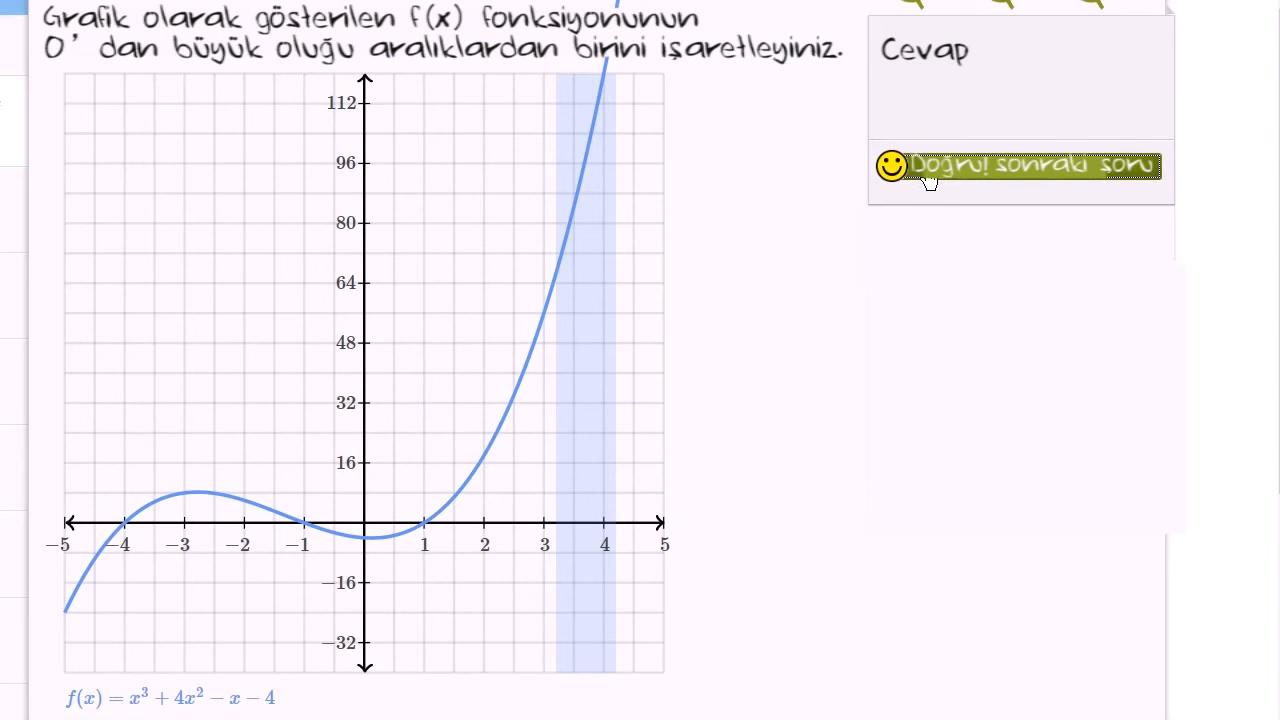 Grafik olarak gösterilen f(x) fonksiyonunun
0' dan büyük oluğu aralıklardan birini işaretleyiniz.
Cevap
Doğru! sonraki soru
112
96
80
64
48
32
16
−5 −4 −3 −2 −1 1 2 3 4 5
−16
−32
f(x) = x³ + 4x² − x − 4